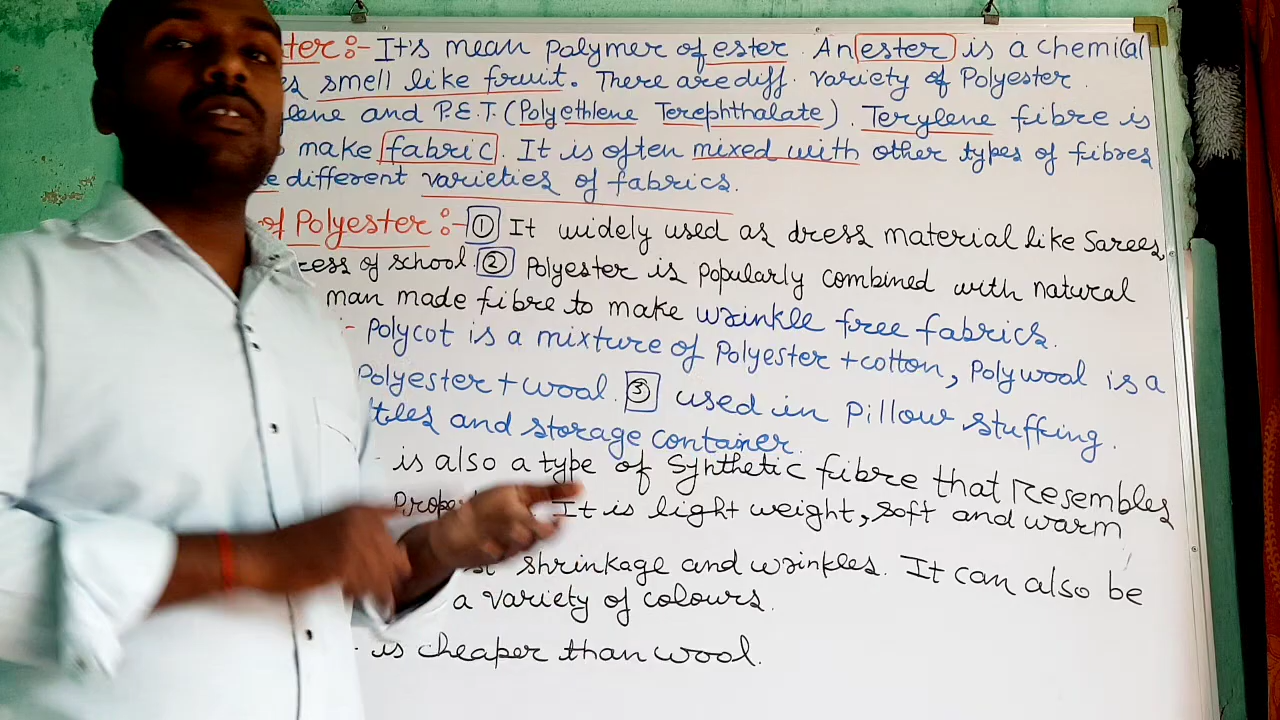 ter :- It's mean Polymer of ester. An ester is a chemical
s smell like fruit. There are diff. variety of Polyester.
lene and P.E.T. (Polyethlene Terephthalate). Terylene fibre is
make fabric. It is often mixed with other types of fibres
e different varieties of fabrics.
of Polyester :- 1 It widely used as dress material like Sarees,
ress of school. 2 Polyester is popularly combined with natural
man made fibre to make wrinkle free fabrics.
:- Polycot is a mixture of Polyester + cotton, Polywool is a
Polyester + wool. 3 used in Pillow stuffing.
ttles and storage container.
is also a type of Synthetic fibre that resembles
Prope It is light weight, soft and warm
st shrinkage and wrinkles. It can also be
a variety of colours.
is cheaper than wool.